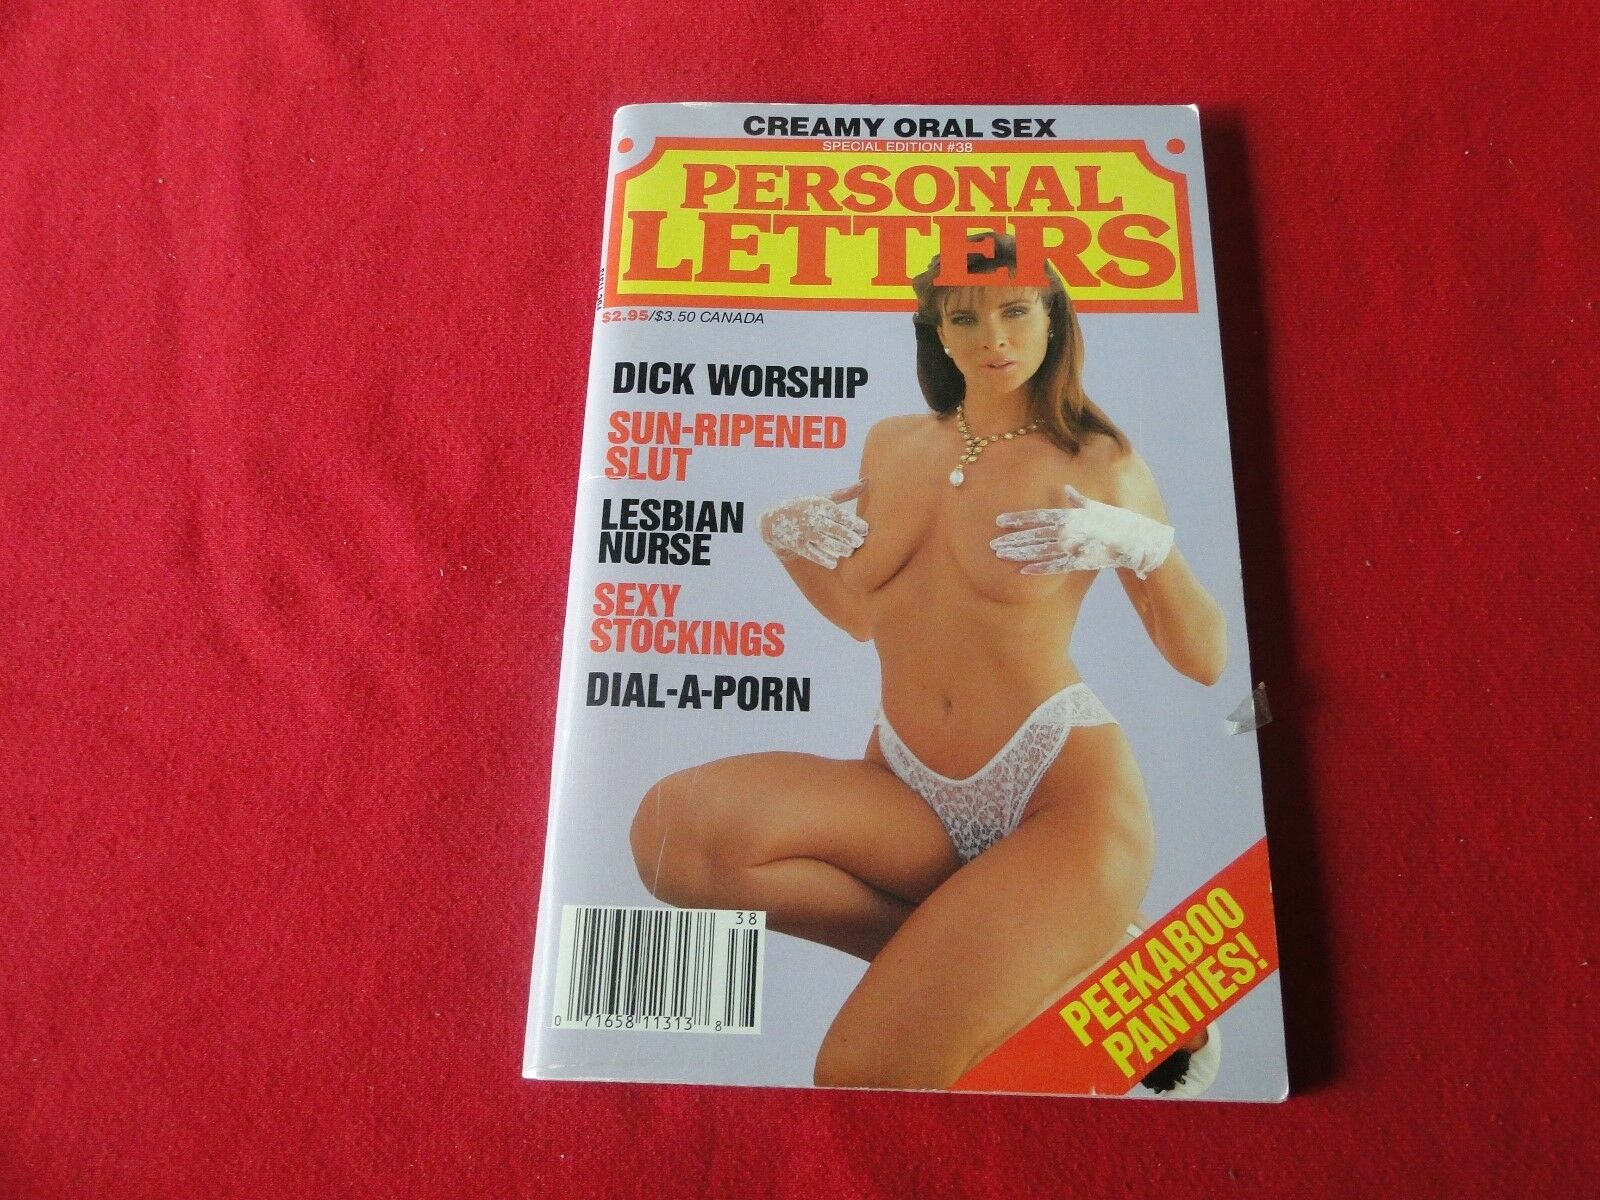 CREAMY ORAL SEX
SPECIAL EDITION #38
PERSONAL
LETTERS
$2.95/$3.50 CANADA
DICK WORSHIP
SUN-RIPENED
SLUT
LESBIAN
NURSE
SEXY
STOCKINGS
DIAL-A-PORN
PEEKABOO
PANTIES!
38
0 71658 11313 8